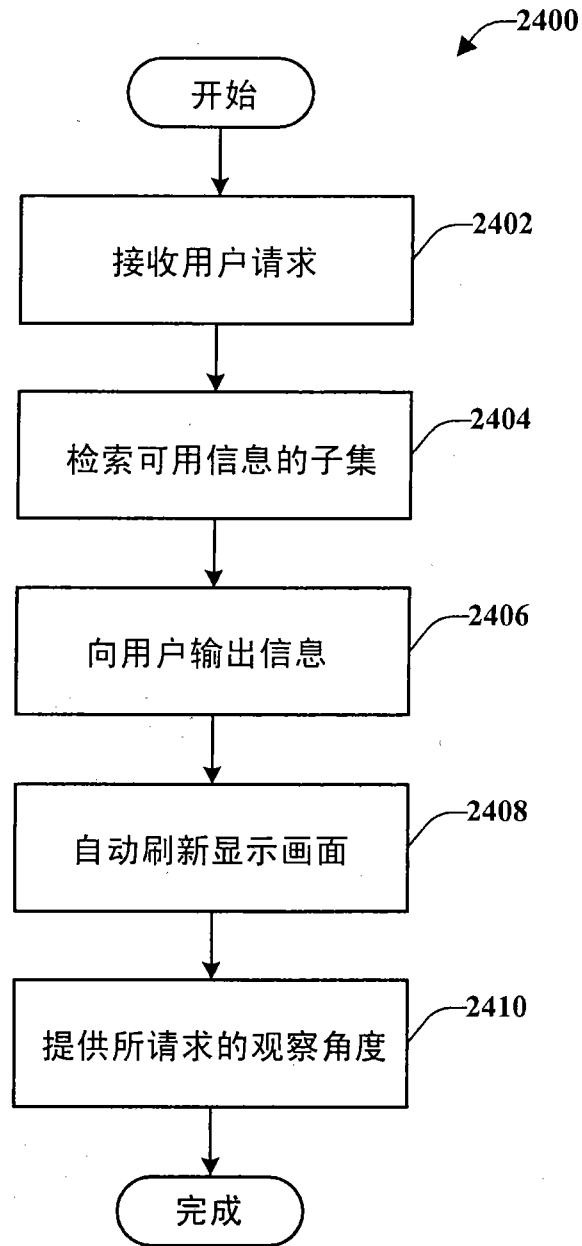 2400
开始
2402
接收用户请求
2404
检索可用信息的子集
2406
向用户输出信息
2408
自动刷新显示画面
2410
提供所请求的观察角度
完成